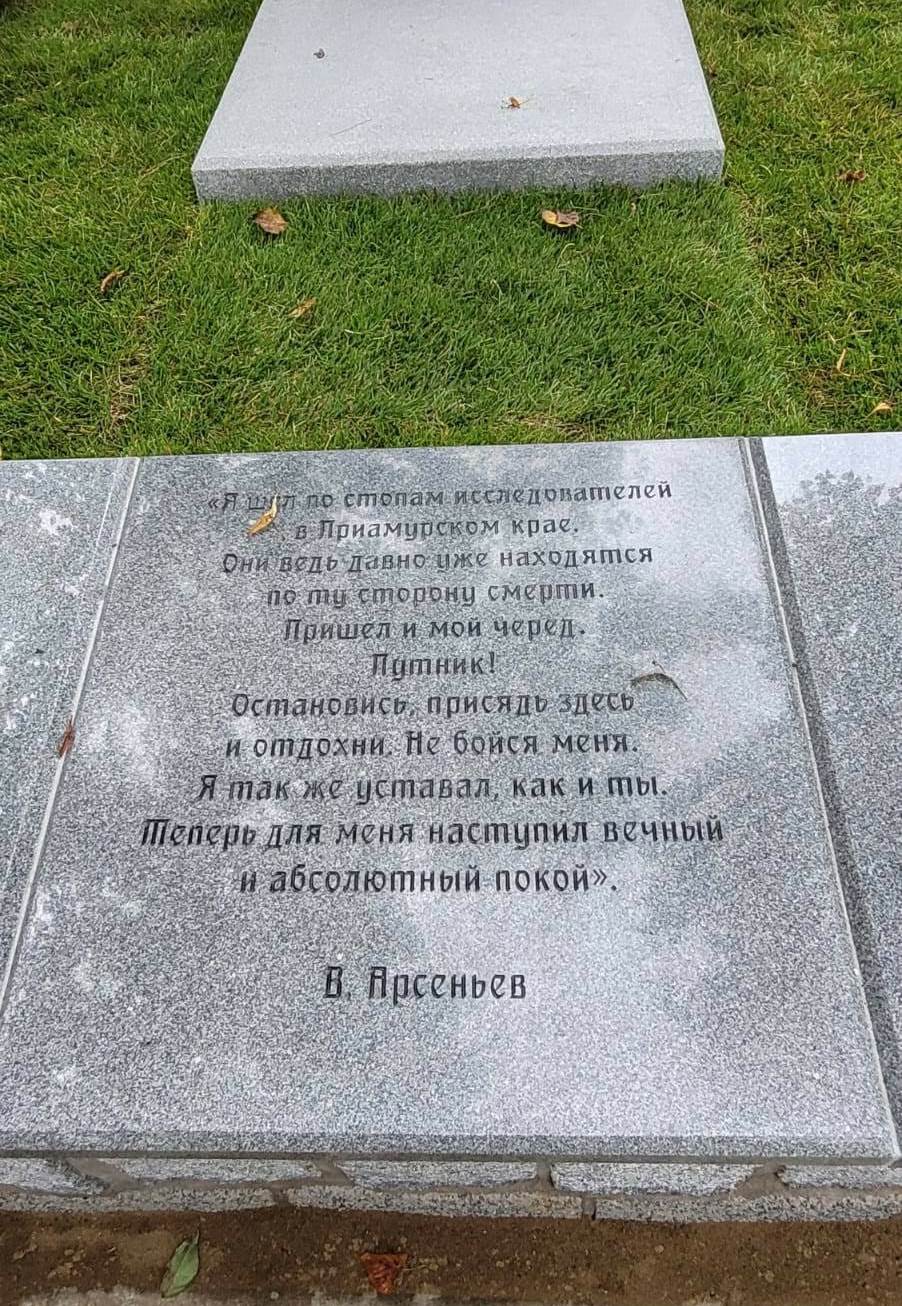 «Я шёл по стопам исследователей
в Приамурском крае.
Они ведь давно уже находятся
по ту сторону смерти.
Пришел и мой черед.
Путник!
Остановись, присядь здесь
и отдохни. Не бойся меня.
Я так же уставал, как и ты.
Теперь для меня наступил вечный
и абсолютный покой».
В. Арсеньев